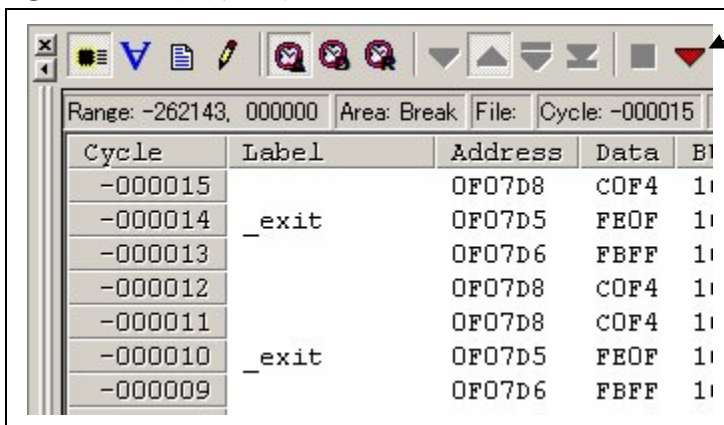 Range: -262143, 000000 Area: Break File: Cycle: -000015
Cycle Label Address Data
-000015 0F07D8 C0F4
-000014 _exit 0F07D5 FE0F
-000013 0F07D6 FBFF
-000012 0F07D8 C0F4
-000011 0F07D8 C0F4
-000010 _exit 0F07D5 FE0F
-000009 0F07D6 FBFF